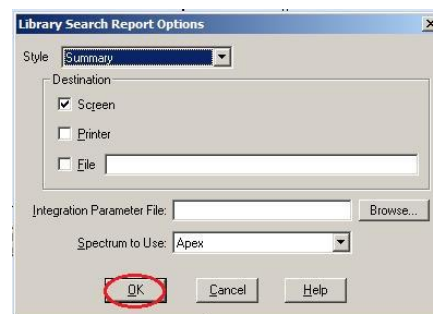 Library Search Report Options
Style Summary
Destination
Screen
Printer
File
Integration Parameter File: Browse...
Spectrum to Use: Apex
OK Cancel Help